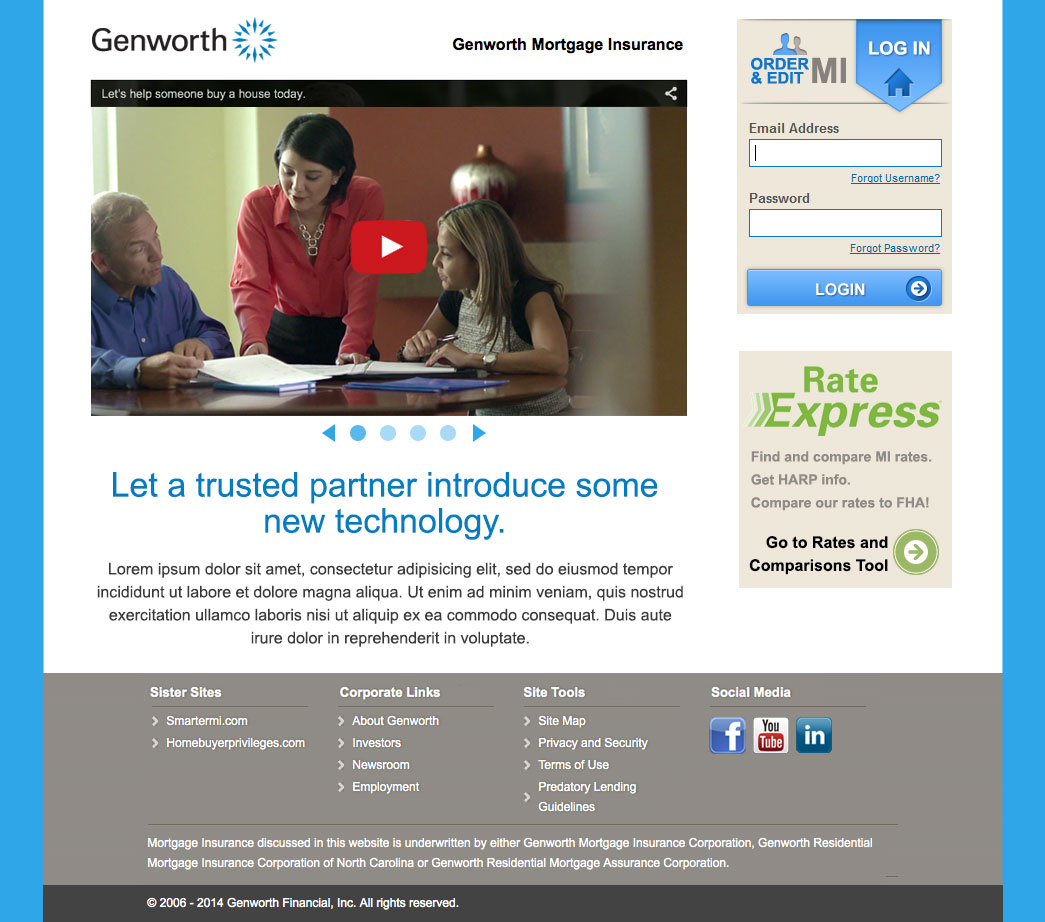 Genworth
Genworth Mortgage Insurance
Let's help someone buy a house today.
ORDER
& EDIT MI
LOG IN
Email Address
Forgot Username?
Password
Forgot Password?
LOGIN
Rate
Express
Find and compare MI rates.
Get HARP info.
Compare our rates to FHA!
Go to Rates and
Comparisons Tool
Let a trusted partner introduce some
new technology.
Lorem ipsum dolor sit amet, consectetur adipisicing elit, sed do eiusmod tempor
incididunt ut labore et dolore magna aliqua. Ut enim ad minim veniam, quis nostrud
exercitation ullamco laboris nisi ut aliquip ex ea commodo consequat. Duis aute
irure dolor in reprehenderit in voluptate.
Sister Sites
Smartermi.com
Homebuyerprivileges.com
Corporate Links
About Genworth
Investors
Newsroom
Employment
Site Tools
Site Map
Privacy and Security
Terms of Use
Predatory Lending
Guidelines
Social Media
f
You
Tube
in
Mortgage Insurance discussed in this website is underwritten by either Genworth Mortgage Insurance Corporation, Genworth Residential
Mortgage Insurance Corporation of North Carolina or Genworth Residential Mortgage Assurance Corporation.
© 2006 - 2014 Genworth Financial, Inc. All rights reserved.